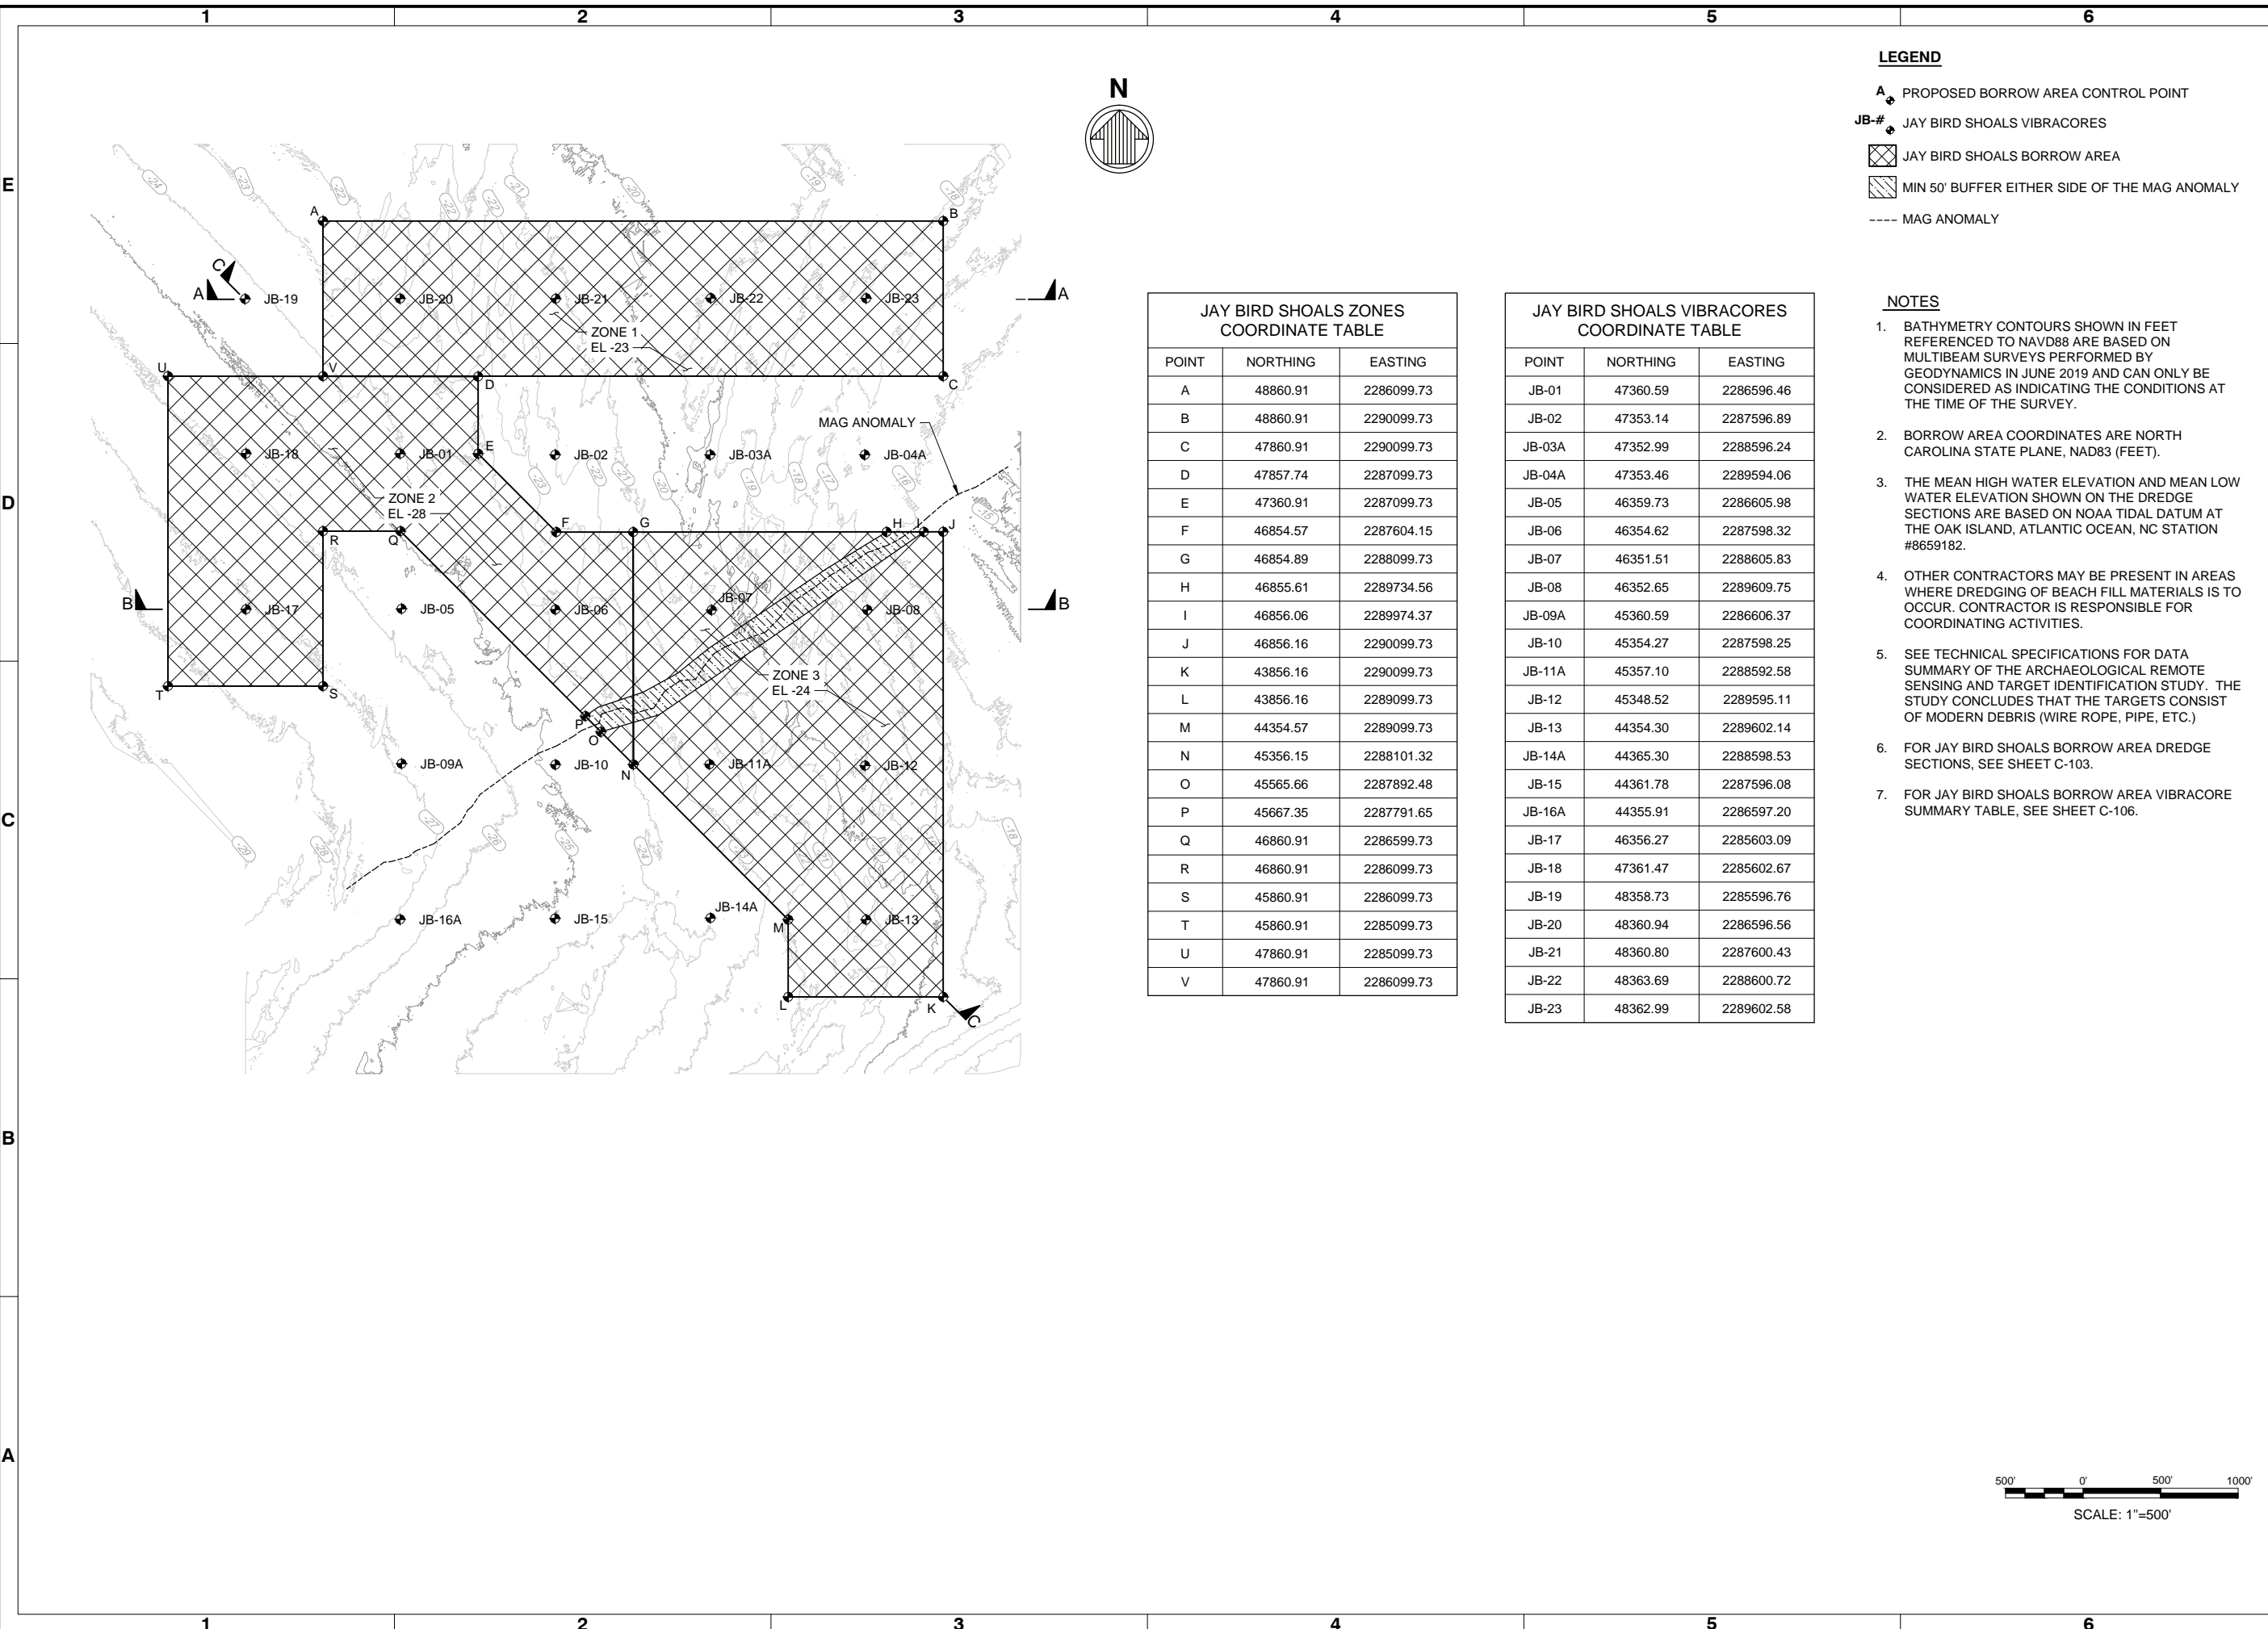 1 2 3 4 5 6
E
D
C
B
A
N
LEGEND
A PROPOSED BORROW AREA CONTROL POINT
JB-# JAY BIRD SHOALS VIBRACORES
JAY BIRD SHOALS BORROW AREA
MIN 50' BUFFER EITHER SIDE OF THE MAG ANOMALY
MAG ANOMALY
-24 -23 -22 -22 -22 -21 -20 -19 -18
A B
C
A JB-19 JB-20 JB-21 JB-22 JB-23 A
ZONE 1
EL -23
U V D C
MAG ANOMALY
JB-18 JB-01 E JB-02 JB-03A JB-04A
-23 -22 -21 -20 -19 -18 -17 -16
ZONE 2
EL -28
-15
R Q F G H I J
B JB-17 JB-05 JB-06 JB-07 JB-08 B
ZONE 3
EL -24
T S
P
O
JB-09A JB-10 N JB-11A JB-12
-29 -28 -27 -26 -25 -24 -18
JB-16A JB-15 JB-14A M JB-13
L K
C
JAY BIRD SHOALS ZONES
COORDINATE TABLE
POINT NORTHING EASTING
A 48860.91 2286099.73
B 48860.91 2290099.73
C 47860.91 2290099.73
D 47857.74 2287099.73
E 47360.91 2287099.73
F 46854.57 2287604.15
G 46854.89 2288099.73
H 46855.61 2289734.56
I 46856.06 2289974.37
J 46856.16 2290099.73
K 43856.16 2290099.73
L 43856.16 2289099.73
M 44354.57 2289099.73
N 45356.15 2288101.32
O 45565.66 2287892.48
P 45667.35 2287791.65
Q 46860.91 2286599.73
R 46860.91 2286099.73
S 45860.91 2286099.73
T 45860.91 2285099.73
U 47860.91 2285099.73
V 47860.91 2286099.73
JAY BIRD SHOALS VIBRACORES
COORDINATE TABLE
POINT NORTHING EASTING
JB-01 47360.59 2286596.46
JB-02 47353.14 2287596.89
JB-03A 47352.99 2288596.24
JB-04A 47353.46 2289594.06
JB-05 46359.73 2286605.98
JB-06 46354.62 2287598.32
JB-07 46351.51 2288605.83
JB-08 46352.65 2289609.75
JB-09A 45360.59 2286606.37
JB-10 45354.27 2287598.25
JB-11A 45357.10 2288592.58
JB-12 45348.52 2289595.11
JB-13 44354.30 2289602.14
JB-14A 44365.30 2288598.53
JB-15 44361.78 2287596.08
JB-16A 44355.91 2286597.20
JB-17 46356.27 2285603.09
JB-18 47361.47 2285602.67
JB-19 48358.73 2285596.76
JB-20 48360.94 2286596.56
JB-21 48360.80 2287600.43
JB-22 48363.69 2288600.72
JB-23 48362.99 2289602.58
NOTES
1. BATHYMETRY CONTOURS SHOWN IN FEET
REFERENCED TO NAVD88 ARE BASED ON
MULTIBEAM SURVEYS PERFORMED BY
GEODYNAMICS IN JUNE 2019 AND CAN ONLY BE
CONSIDERED AS INDICATING THE CONDITIONS AT
THE TIME OF THE SURVEY.
2. BORROW AREA COORDINATES ARE NORTH
CAROLINA STATE PLANE, NAD83 (FEET).
3. THE MEAN HIGH WATER ELEVATION AND MEAN LOW
WATER ELEVATION SHOWN ON THE DREDGE
SECTIONS ARE BASED ON NOAA TIDAL DATUM AT
THE OAK ISLAND, ATLANTIC OCEAN, NC STATION
#8659182.
4. OTHER CONTRACTORS MAY BE PRESENT IN AREAS
WHERE DREDGING OF BEACH FILL MATERIALS IS TO
OCCUR. CONTRACTOR IS RESPONSIBLE FOR
COORDINATING ACTIVITIES.
5. SEE TECHNICAL SPECIFICATIONS FOR DATA
SUMMARY OF THE ARCHAEOLOGICAL REMOTE
SENSING AND TARGET IDENTIFICATION STUDY. THE
STUDY CONCLUDES THAT THE TARGETS CONSIST
OF MODERN DEBRIS (WIRE ROPE, PIPE, ETC.)
6. FOR JAY BIRD SHOALS BORROW AREA DREDGE
SECTIONS, SEE SHEET C-103.
7. FOR JAY BIRD SHOALS BORROW AREA VIBRACORE
SUMMARY TABLE, SEE SHEET C-106.
500' 0' 500' 1000'
SCALE: 1"=500'
1 2 3 4 5 6